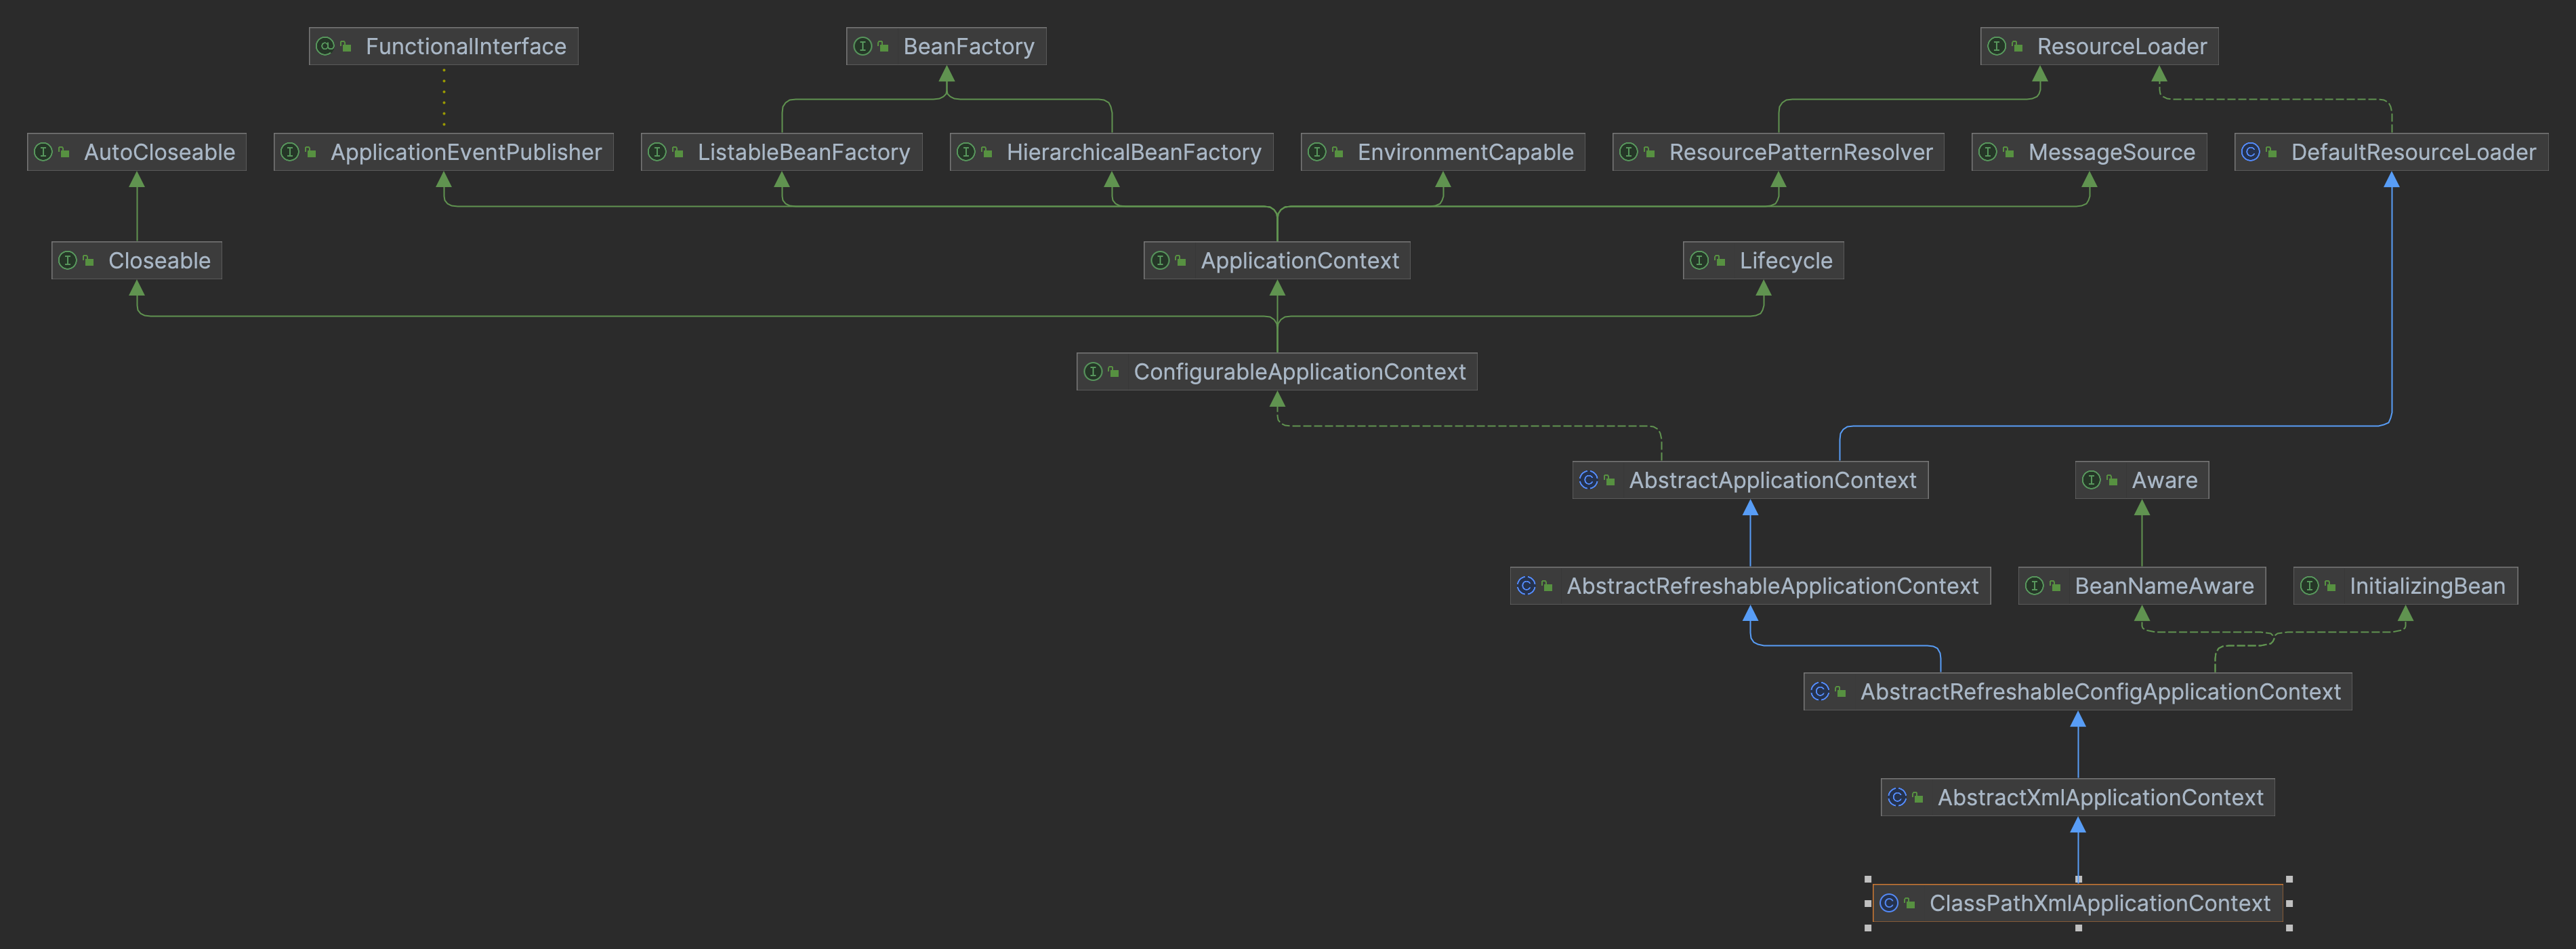 FunctionalInterface
BeanFactory
ResourceLoader
AutoCloseable
ApplicationEventPublisher
ListableBeanFactory
HierarchicalBeanFactory
EnvironmentCapable
ResourcePatternResolver
MessageSource
DefaultResourceLoader
Closeable
ApplicationContext
Lifecycle
ConfigurableApplicationContext
AbstractApplicationContext
Aware
AbstractRefreshableApplicationContext
BeanNameAware
InitializingBean
AbstractRefreshableConfigApplicationContext
AbstractXmlApplicationContext
ClassPathXmlApplicationContext